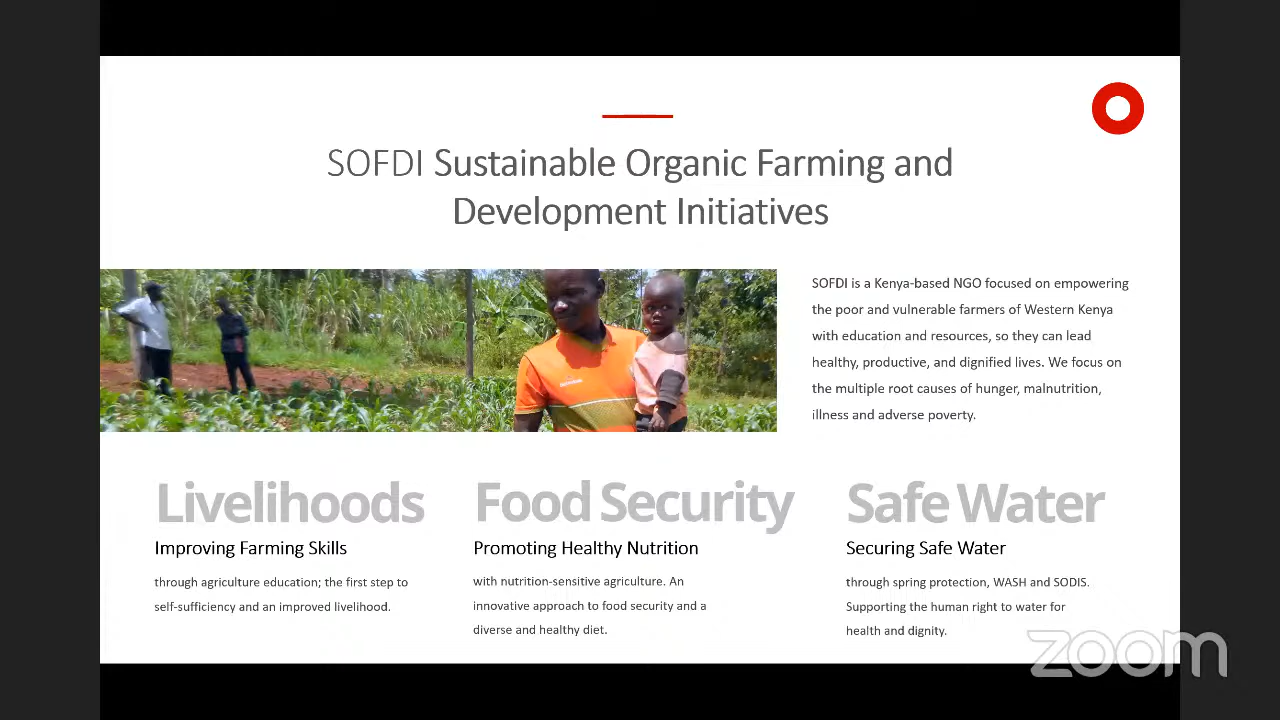 SOFDI Sustainable Organic Farming and
Development Initiatives
SOFDI is a Kenya-based NGO focused on empowering
the poor and vulnerable farmers of Western Kenya
with education and resources, so they can lead
healthy, productive, and dignified lives. We focus on
the multiple root causes of hunger, malnutrition,
illness and adverse poverty.
Livelihoods
Improving Farming Skills
through agriculture education; the first step to
self-sufficiency and an improved livelihood.
Food Security
Promoting Healthy Nutrition
with nutrition-sensitive agriculture. An
innovative approach to food security and a
diverse and healthy diet.
Safe Water
Securing Safe Water
through spring protection, WASH and SODIS.
Supporting the human right to water for
health and dignity.
zoom